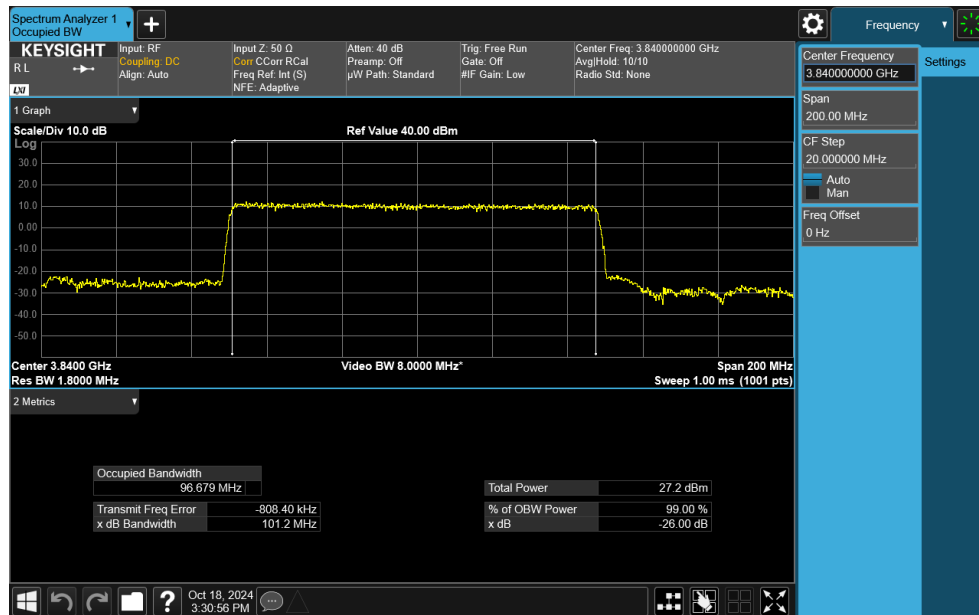 Spectrum Analyzer 1
Occupied BW
Frequency
KEYSIGHT
R L
LXI
Input: RF
Coupling: DC
Align: Auto
Input Z: 50 Ω
Corr CCorr RCal
Freq Ref: Int (S)
NFE: Adaptive
Atten: 40 dB
Preamp: Off
µW Path: Standard
Trig: Free Run
Gate: Off
#IF Gain: Low
Center Freq: 3.840000000 GHz
Avg|Hold: 10/10
Radio Std: None
Center Frequency
3.840000000 GHz
Settings
Span
200.00 MHz
CF Step
20.000000 MHz
Auto
Man
Freq Offset
0 Hz
1 Graph
Scale/Div 10.0 dB
Ref Value 40.00 dBm
Log
30.0
20.0
10.0
0.00
-10.0
-20.0
-30.0
-40.0
-50.0
Center 3.8400 GHz
Video BW 8.0000 MHz*
Span 200 MHz
Res BW 1.8000 MHz
Sweep 1.00 ms (1001 pts)
2 Metrics
Occupied Bandwidth
96.679 MHz
Total Power 27.2 dBm
Transmit Freq Error -808.40 kHz
% of OBW Power 99.00 %
x dB Bandwidth 101.2 MHz
x dB -26.00 dB
Oct 18, 2024
3:30:56 PM